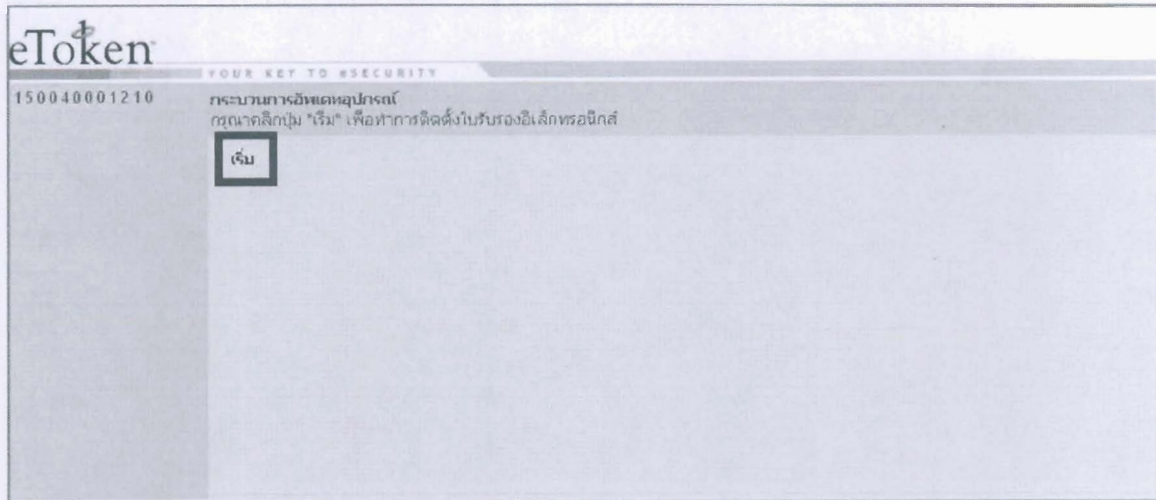 eToken
YOUR KEY TO eSECURITY
150040001210
กระบวนการอัพเดทอุปกรณ์
กรุณาคลิกปุ่ม "เริ่ม" เพื่อทำการติดตั้งใบรับรองอิเล็กทรอนิกส์
เริ่ม